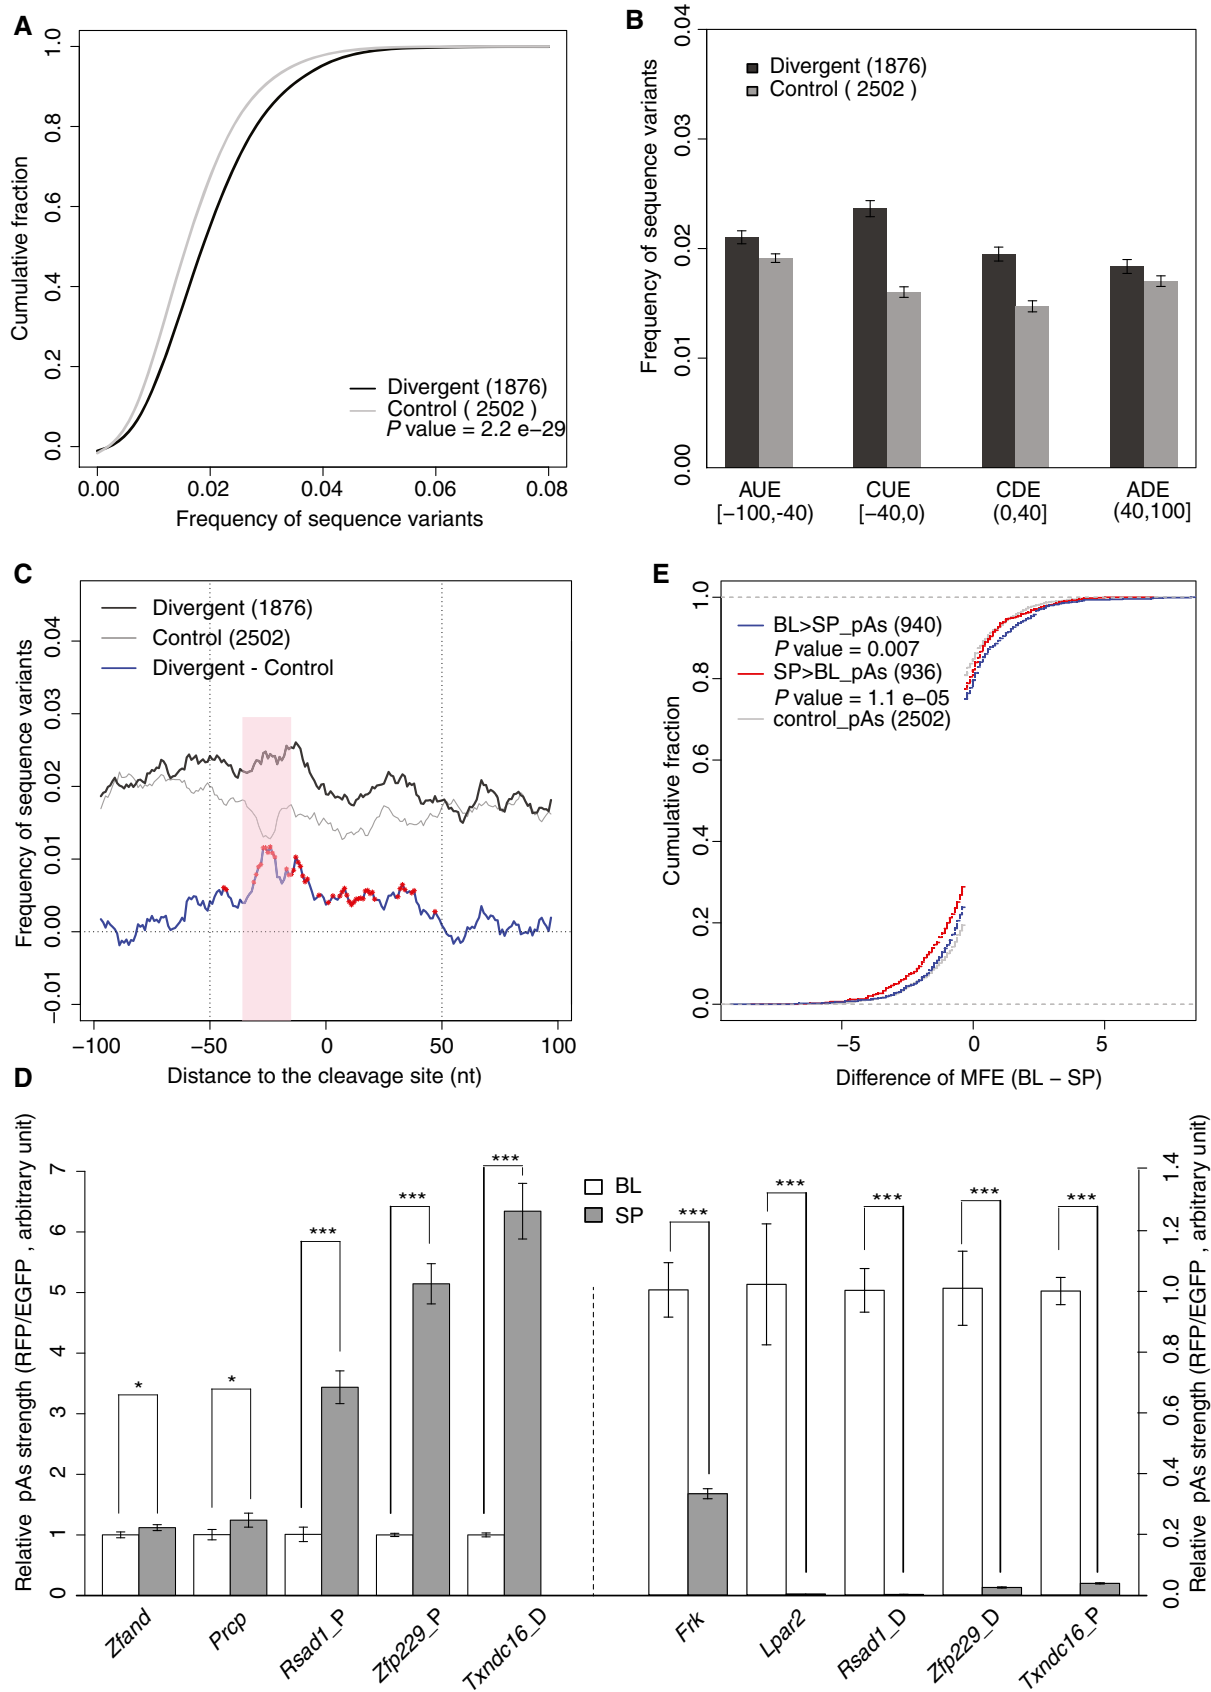 A
Cumulative fraction
1.0
0.8
0.6
0.4
0.2
0.0
Divergent (1876)
Control ( 2502 )
P value = 2.2 e−29
0.00 0.02 0.04 0.06 0.08
Frequency of sequence variants
B
Frequency of sequence variants
0.04
0.03
0.02
0.01
0.00
Divergent (1876)
Control ( 2502 )
AUE CUE CDE ADE
[−100,−40) [−40,0) (0,40] (40,100]
C
Frequency of sequence variants
0.04
0.03
0.02
0.01
0.00
−0.01
Divergent (1876)
Control (2502)
Divergent - Control
−100 −50 0 50 100
Distance to the cleavage site (nt)
E
Cumulative fraction
1.0
0.8
0.6
0.4
0.2
0.0
BL>SP_pAs (940)
P value = 0.007
SP>BL_pAs (936)
P value = 1.1 e−05
control_pAs (2502)
−5 0 5
Difference of MFE (BL − SP)
D
Relative pAs strength (RFP/EGFP , arbitrary unit)
7
6
5
4
3
2
1
0
* * *** *** ***
BL
SP
*** *** *** *** ***
1.4
1.2
1.0
0.8
0.6
0.4
0.2
0.0
Relative pAs strength (RFP/EGFP , arbitrary unit)
Zfand Prcp Rsad1_P Zfp229_P Txndc16_D
Frk Lpar2 Rsad1_D Zfp229_D Txndc16_P